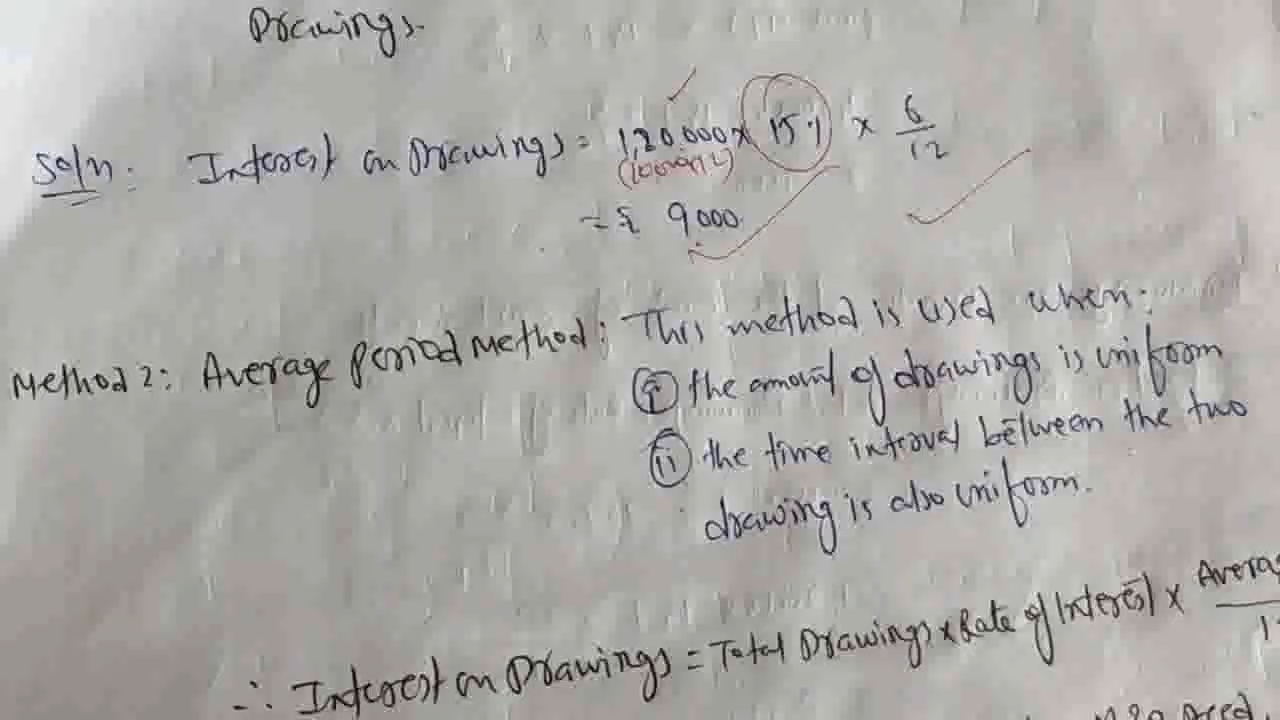 Drawings.
Soln: Interest on Drawings = 1,20,000 x 15% x 6/12
(10000x12)
= ₹ 9000
Method 2: Average Period Method: This method is used when:
(i) the amount of drawings is uniform
(ii) the time interval between the two
drawing is also uniform.
∴ Interest on Drawings = Total Drawings x Rate of Interest x